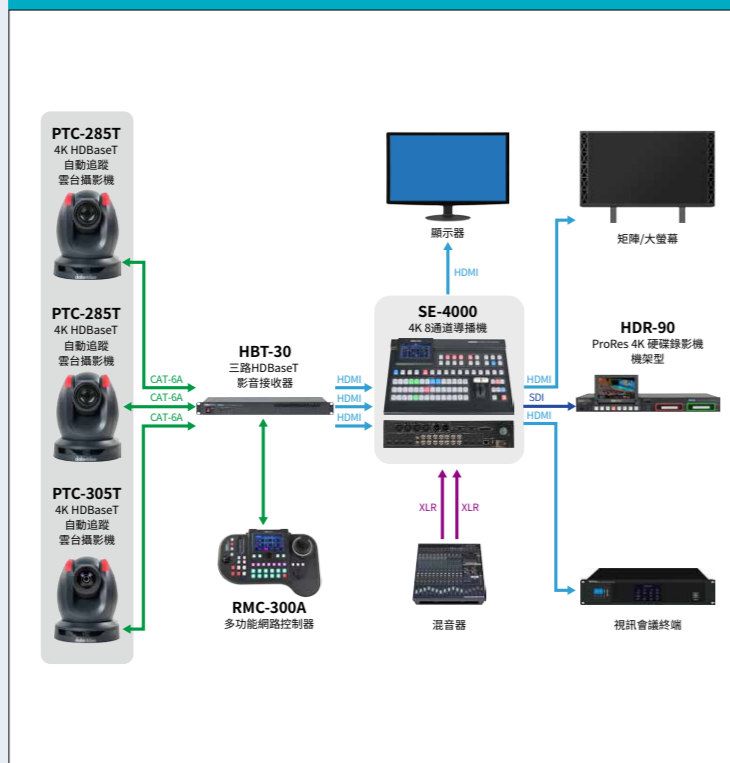 PTC-285T
4K HDBaseT
自動追蹤
雲台攝影機
PTC-285T
4K HDBaseT
自動追蹤
雲台攝影機
PTC-305T
4K HDBaseT
自動追蹤
雲台攝影機
CAT-6A
CAT-6A
CAT-6A
HBT-30
三路HDBaseT
影音接收器
RMC-300A
多功能網路控制器
HDMI
HDMI
HDMI
顯示器
HDMI
SE-4000
4K 8通道導播機
XLR
XLR
混音器
HDMI
SDI
HDMI
矩陣/大螢幕
HDR-90
ProRes 4K 硬碟錄影機
機架型
視訊會議終端